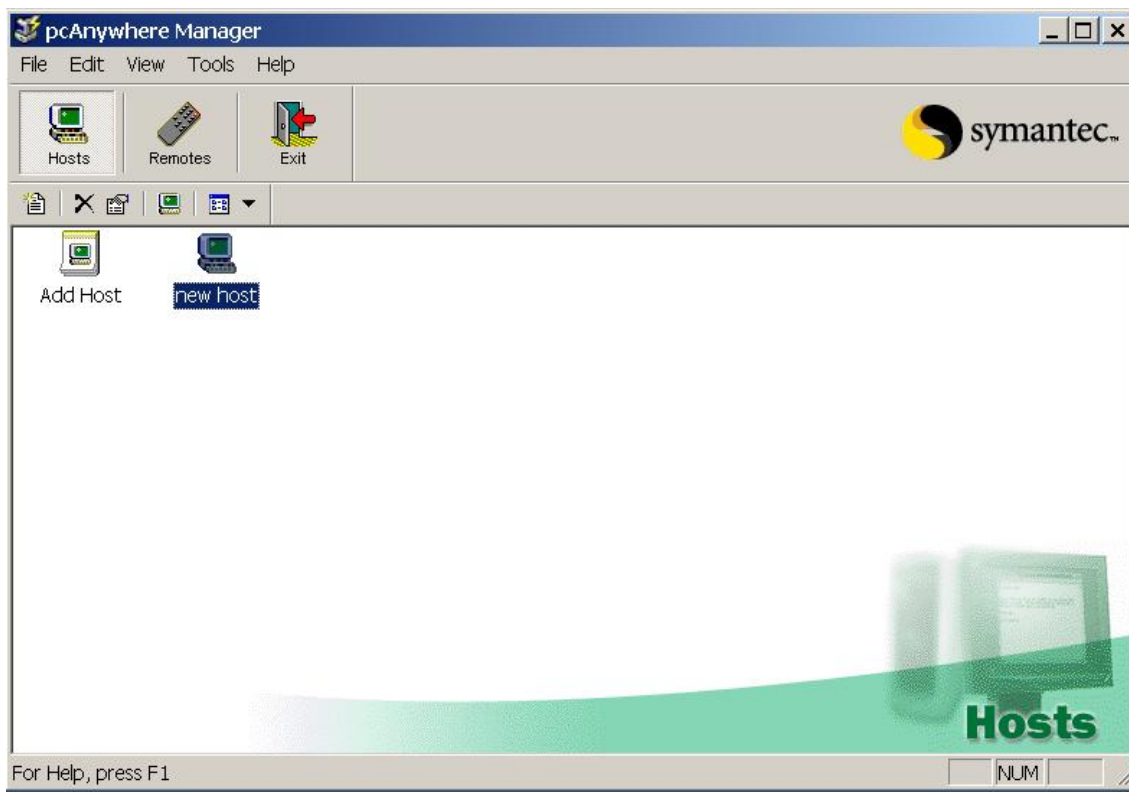 pcAnywhere Manager
File Edit View Tools Help
Hosts Remotes Exit
symantec™
Add Host new host
Hosts
For Help, press F1 NUM